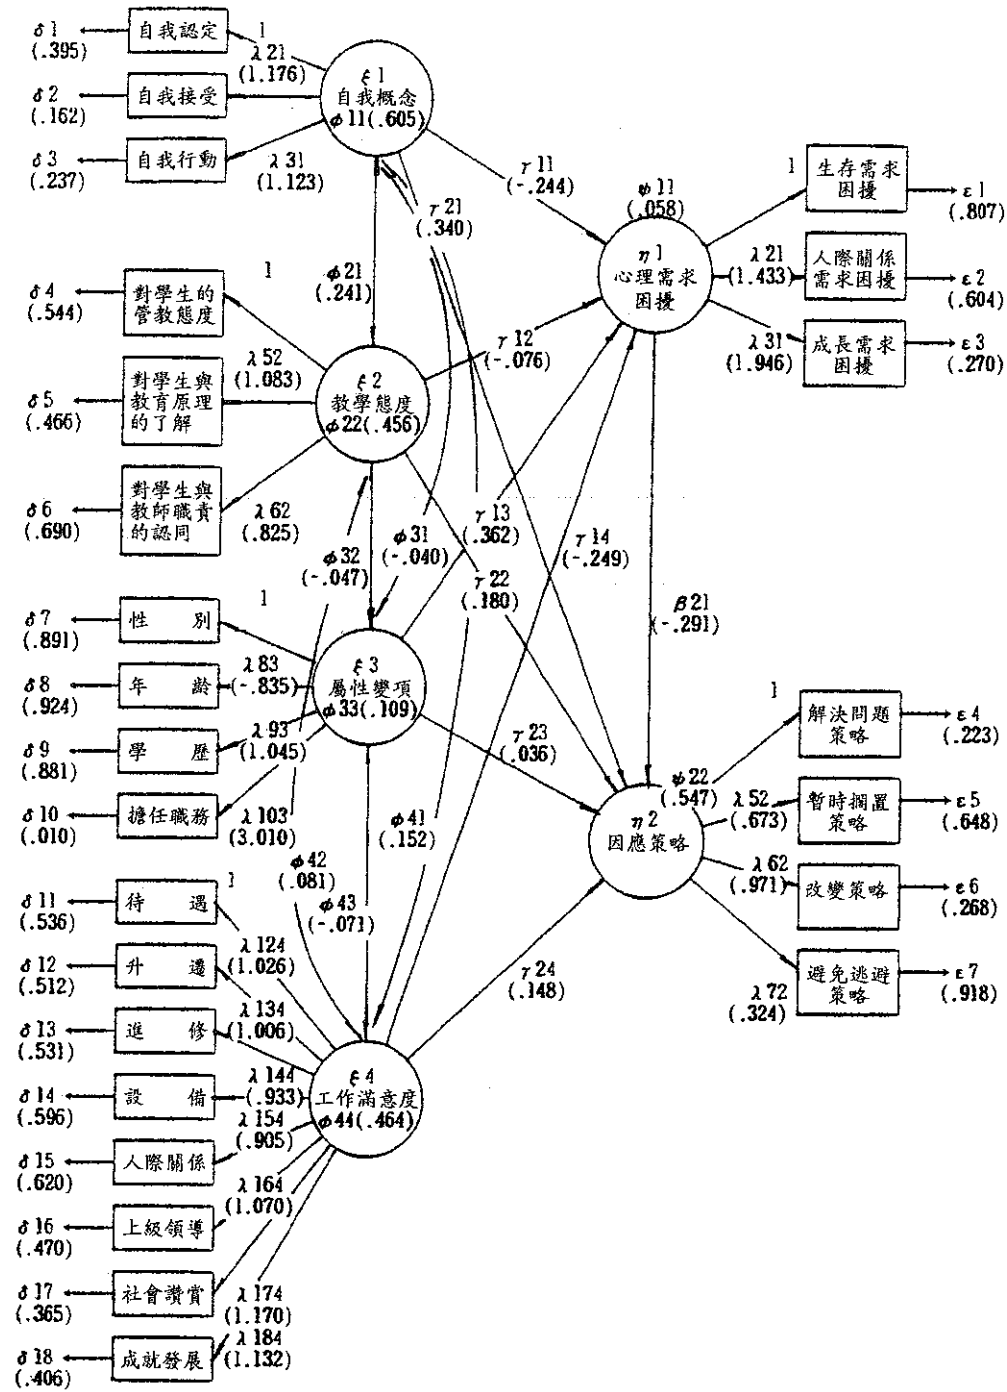 δ1
(.395)
自我認定
1
λ21
(1.176)
δ2
(.162)
自我接受
δ3
(.237)
自我行動
λ31
(1.123)
ξ1
自我概念
φ11(.605)
γ11
(-.244)
γ21
(.340)
ψ11
(.058)
η1
心理需求
困擾
1
生存需求
困擾
ε1
(.807)
λ21
(1.433)
人際關係
需求困擾
ε2
(.604)
λ31
(1.946)
成長需求
困擾
ε3
(.270)
φ21
(.241)
δ4
(.544)
對學生的
管教態度
1
λ52
(1.083)
δ5
(.466)
對學生與
教育原理
的了解
ξ2
教學態度
φ22(.456)
γ12
(-.076)
δ6
(.690)
對學生與
教師職責
的認同
λ62
(.825)
φ32
(-.047)
φ31
(-.040)
γ13
(.362)
γ14
(-.249)
γ22
(.180)
β21
(-.291)
δ7
(.891)
性 別
1
δ8
(.924)
年 齡
λ83
(-.835)
ξ3
屬性變項
φ33(.109)
δ9
(.881)
學 歷
λ93
(1.045)
δ10
(.010)
擔任職務
λ103
(3.010)
γ23
(.036)
φ41
(.152)
φ42
(.081)
φ43
(-.071)
ψ22
(.547)
η2
因應策略
1
解決問題
策略
ε4
(.223)
λ52
(.673)
暫時擱置
策略
ε5
(.648)
λ62
(.971)
改變策略
ε6
(.268)
λ72
(.324)
避免逃避
策略
ε7
(.918)
γ24
(.148)
δ11
(.536)
待 遇
1
λ124
(1.026)
δ12
(.512)
升 遷
λ134
(1.006)
δ13
(.531)
進 修
λ144
(.933)
δ14
(.596)
設 備
ξ4
工作滿意度
φ44(.464)
λ154
(.905)
δ15
(.620)
人際關係
λ164
(1.070)
δ16
(.470)
上級領導
δ17
(.365)
社會讚賞
λ174
(1.170)
δ18
(.406)
成就發展
λ184
(1.132)